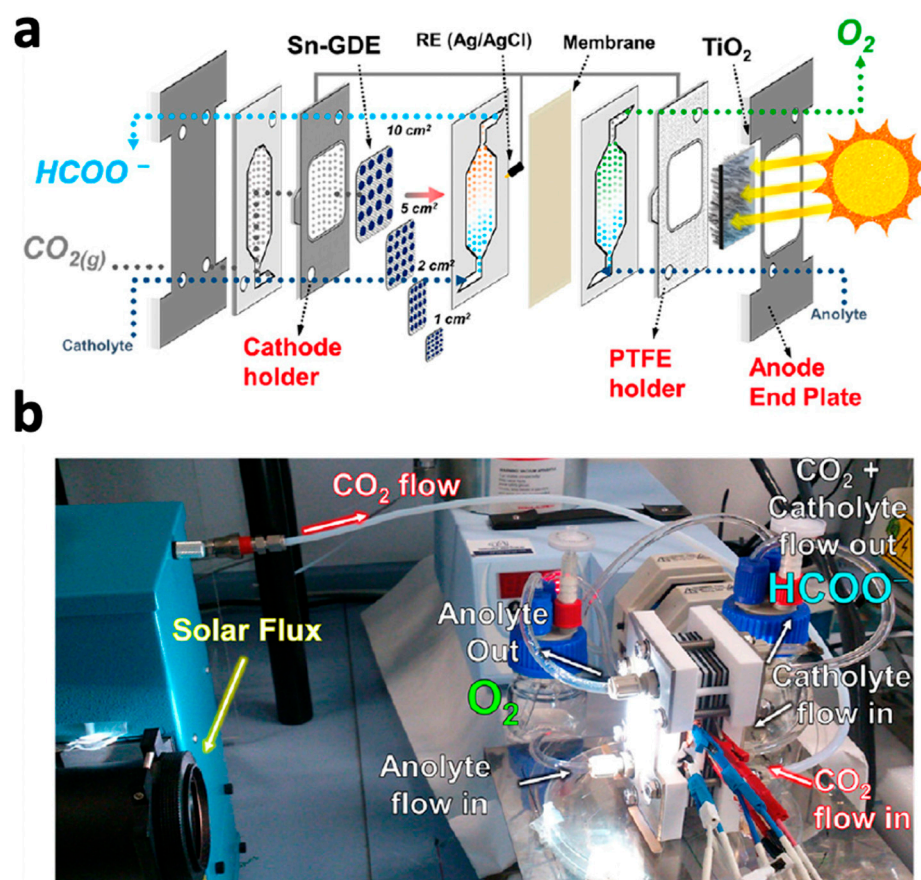 a
Sn-GDE
RE (Ag/AgCl)
Membrane
TiO2
O2
10 cm2
HCOO−
5 cm2
CO2(g)
2 cm2
1 cm2
Catholyte
Anolyte
Cathode
holder
PTFE
holder
Anode
End Plate
b
CO2 flow
CO2 +
Catholyte
flow out
HCOO−
Solar Flux
Anolyte
Out
O2
Catholyte
flow in
Anolyte
flow in
CO2
flow in